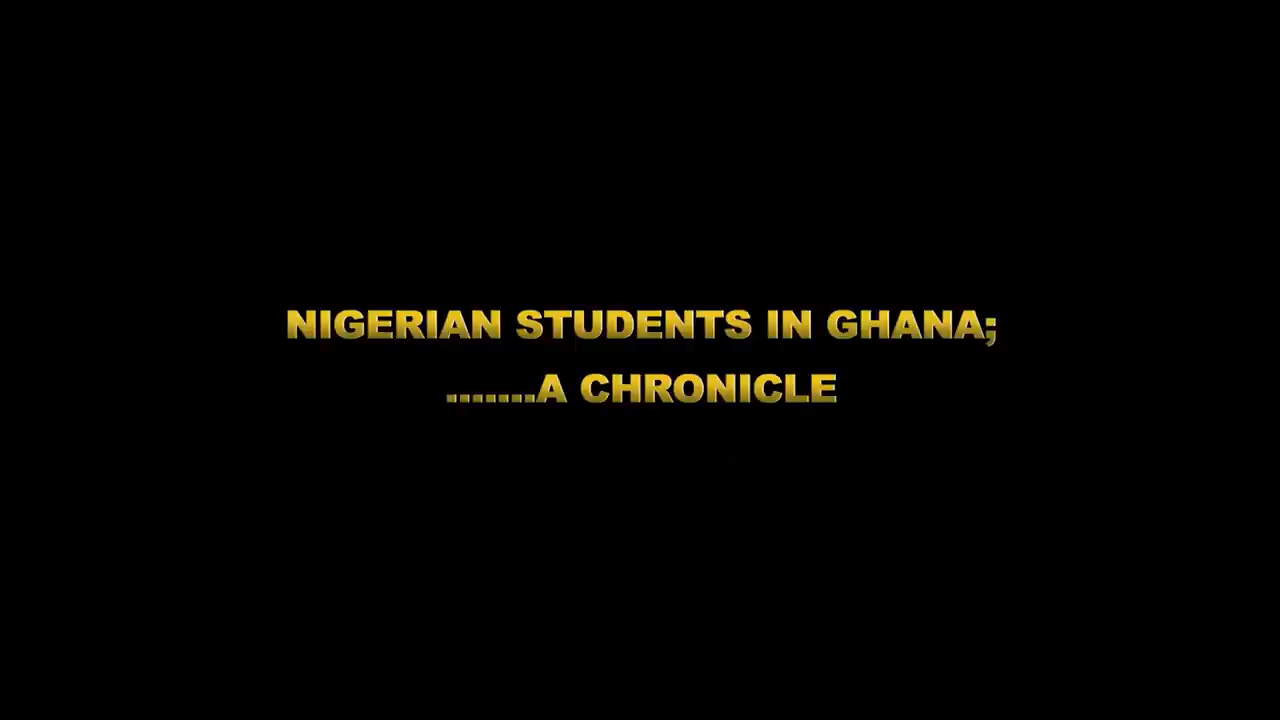 NIGERIAN STUDENTS IN GHANA;
.......A CHRONICLE